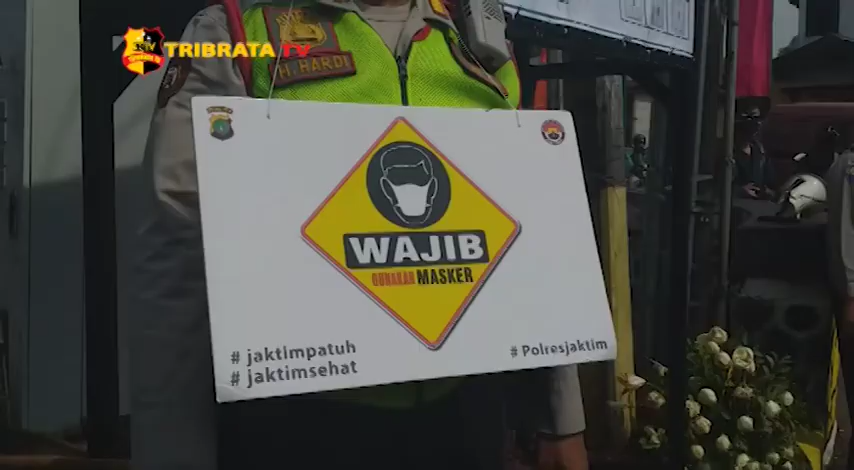 TRIBRATA TV
H. HARDI
WAJIB
GUNAKAN MASKER
# jaktimpatuh
# jaktimsehat
# Polresjaktim